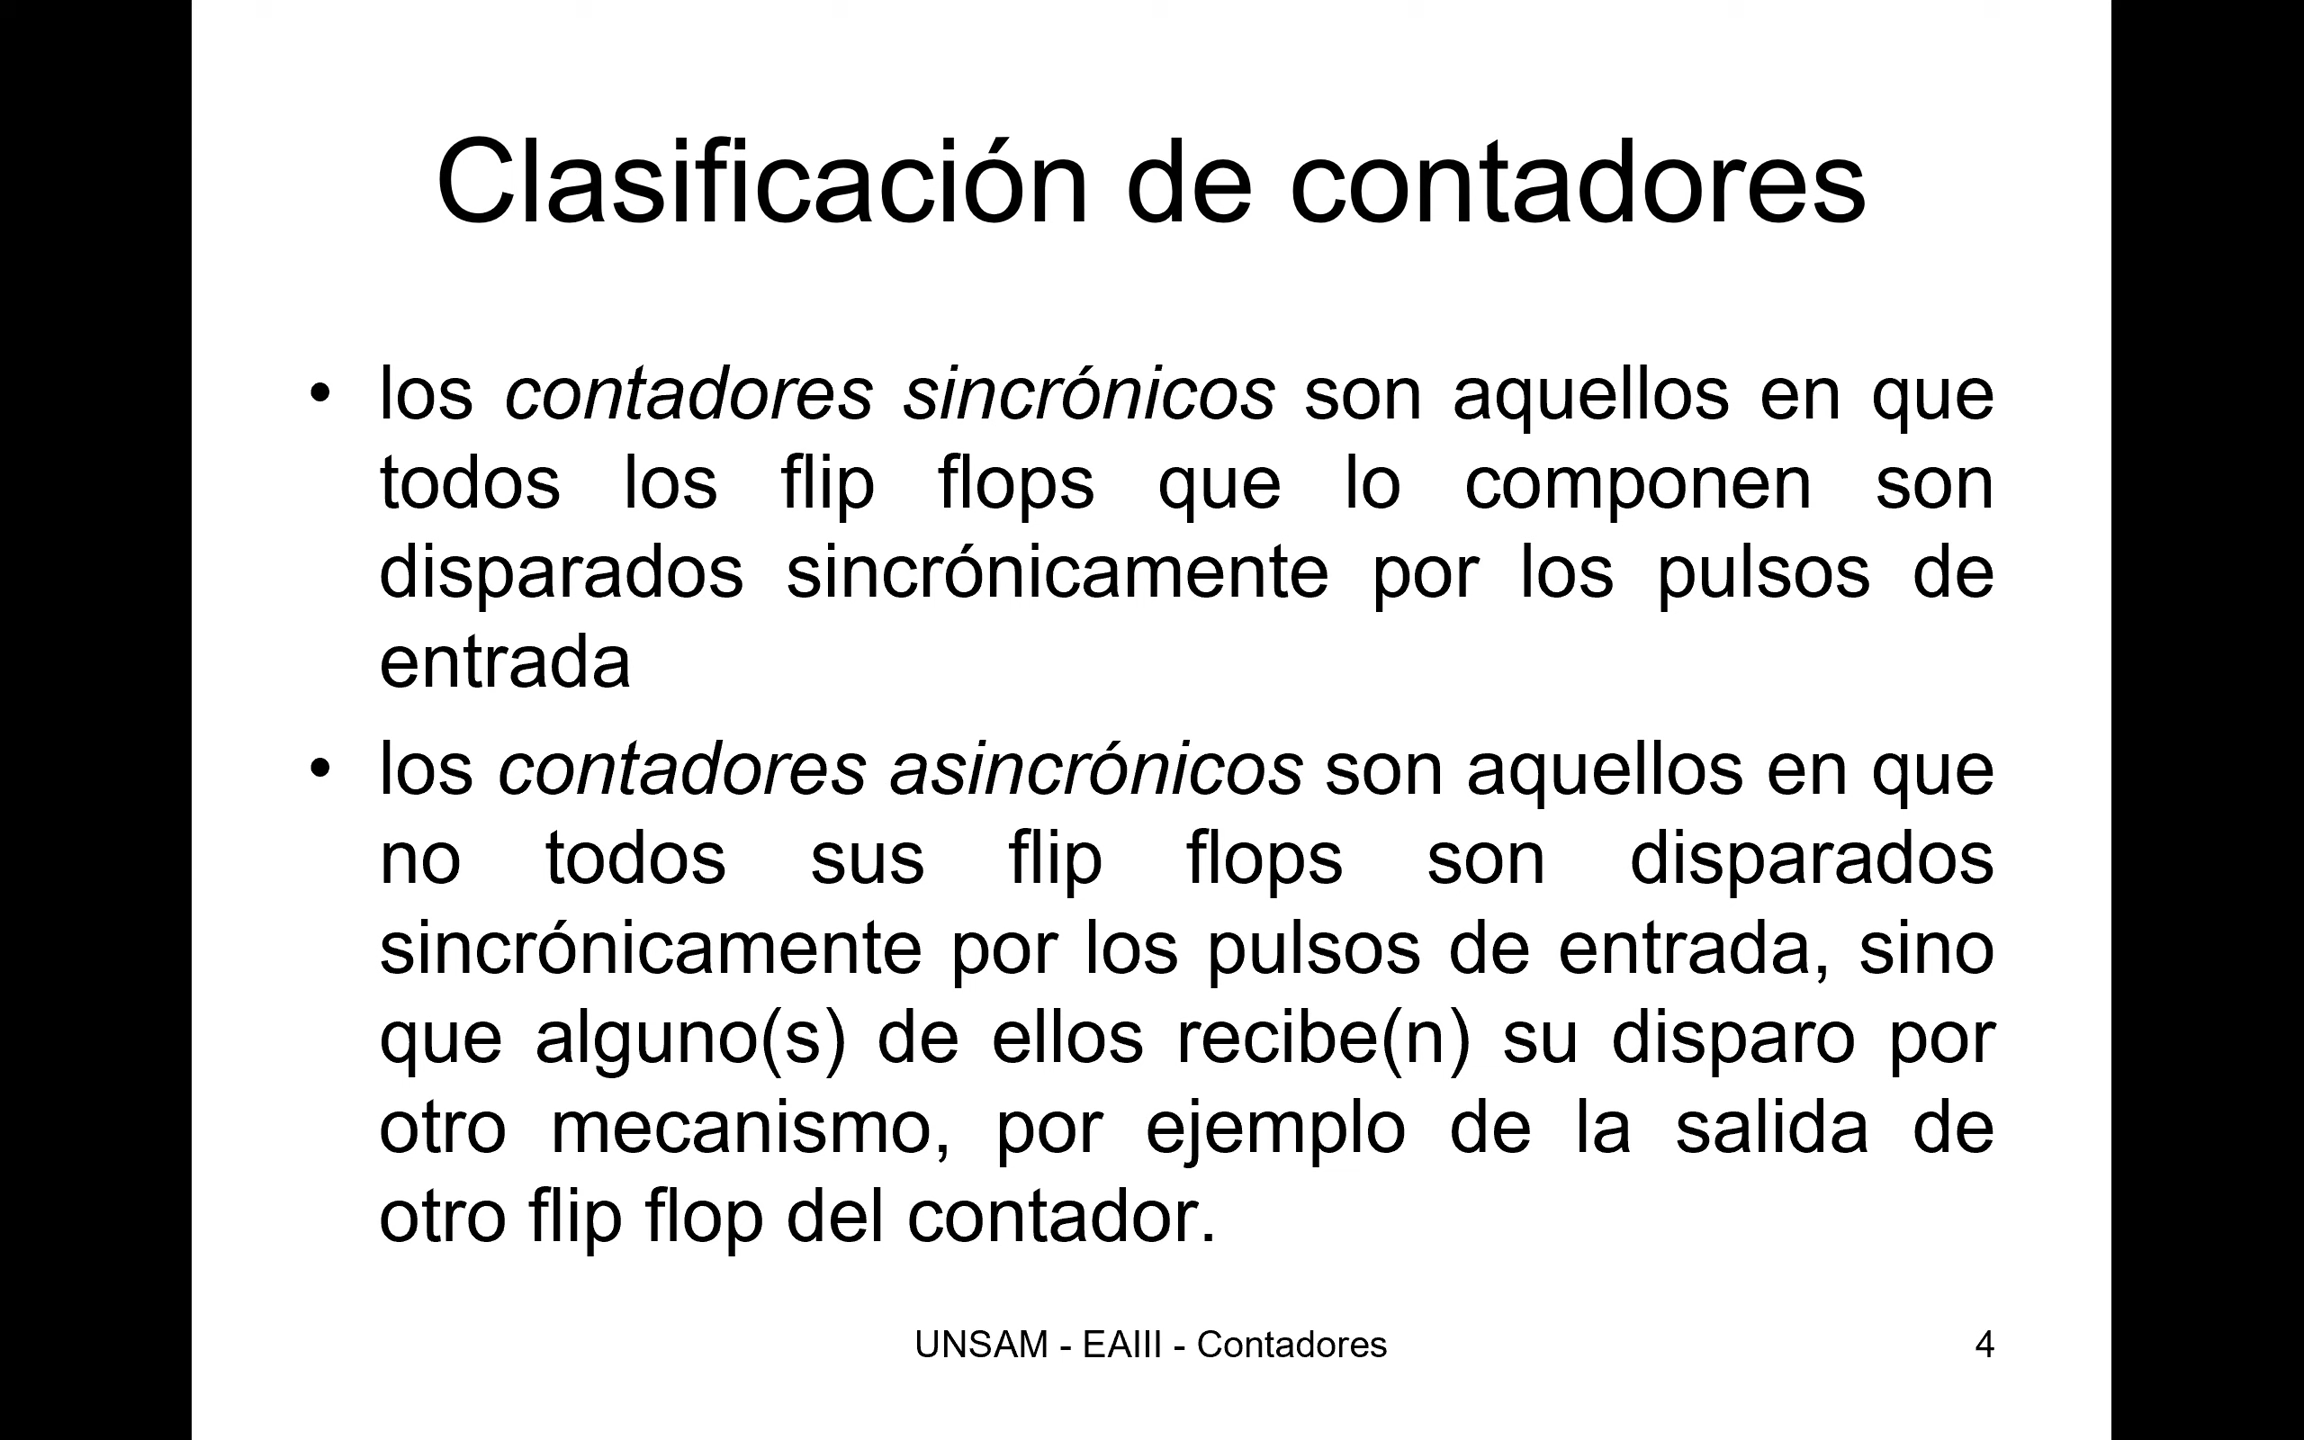 Clasificación de contadores
• los contadores sincrónicos son aquellos en que
todos los flip flops que lo componen son
disparados sincrónicamente por los pulsos de
entrada
• los contadores asincrónicos son aquellos en que
no todos sus flip flops son disparados
sincrónicamente por los pulsos de entrada, sino
que alguno(s) de ellos recibe(n) su disparo por
otro mecanismo, por ejemplo de la salida de
otro flip flop del contador.
UNSAM - EAIII - Contadores
4